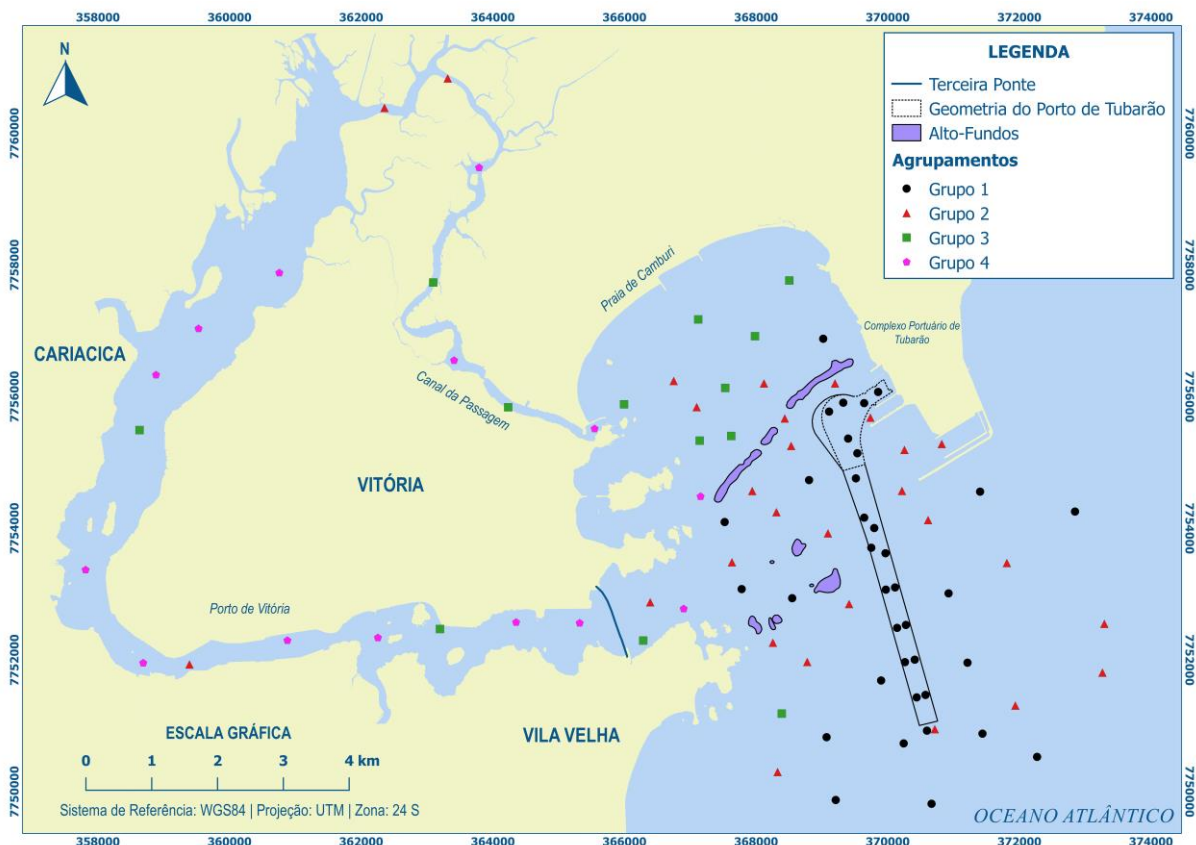 358000 360000 362000 364000 366000 368000 370000 372000 374000
N
LEGENDA
Terceira Ponte
Geometria do Porto de Tubarão
Alto-Fundos
Agrupamentos
Grupo 1
Grupo 2
Grupo 3
Grupo 4
7760000
7758000
7756000
7754000
7752000
7750000
7760000
7758000
7756000
7754000
7752000
7750000
Praia de Camburi
Complexo Portuário de
Tubarão
CARIACICA
Canal da Passagem
VITÓRIA
Porto de Vitória
VILA VELHA
ESCALA GRÁFICA
0 1 2 3 4 km
Sistema de Referência: WGS84 | Projeção: UTM | Zona: 24 S
OCEANO ATLÂNTICO
358000 360000 362000 364000 366000 368000 370000 372000 374000